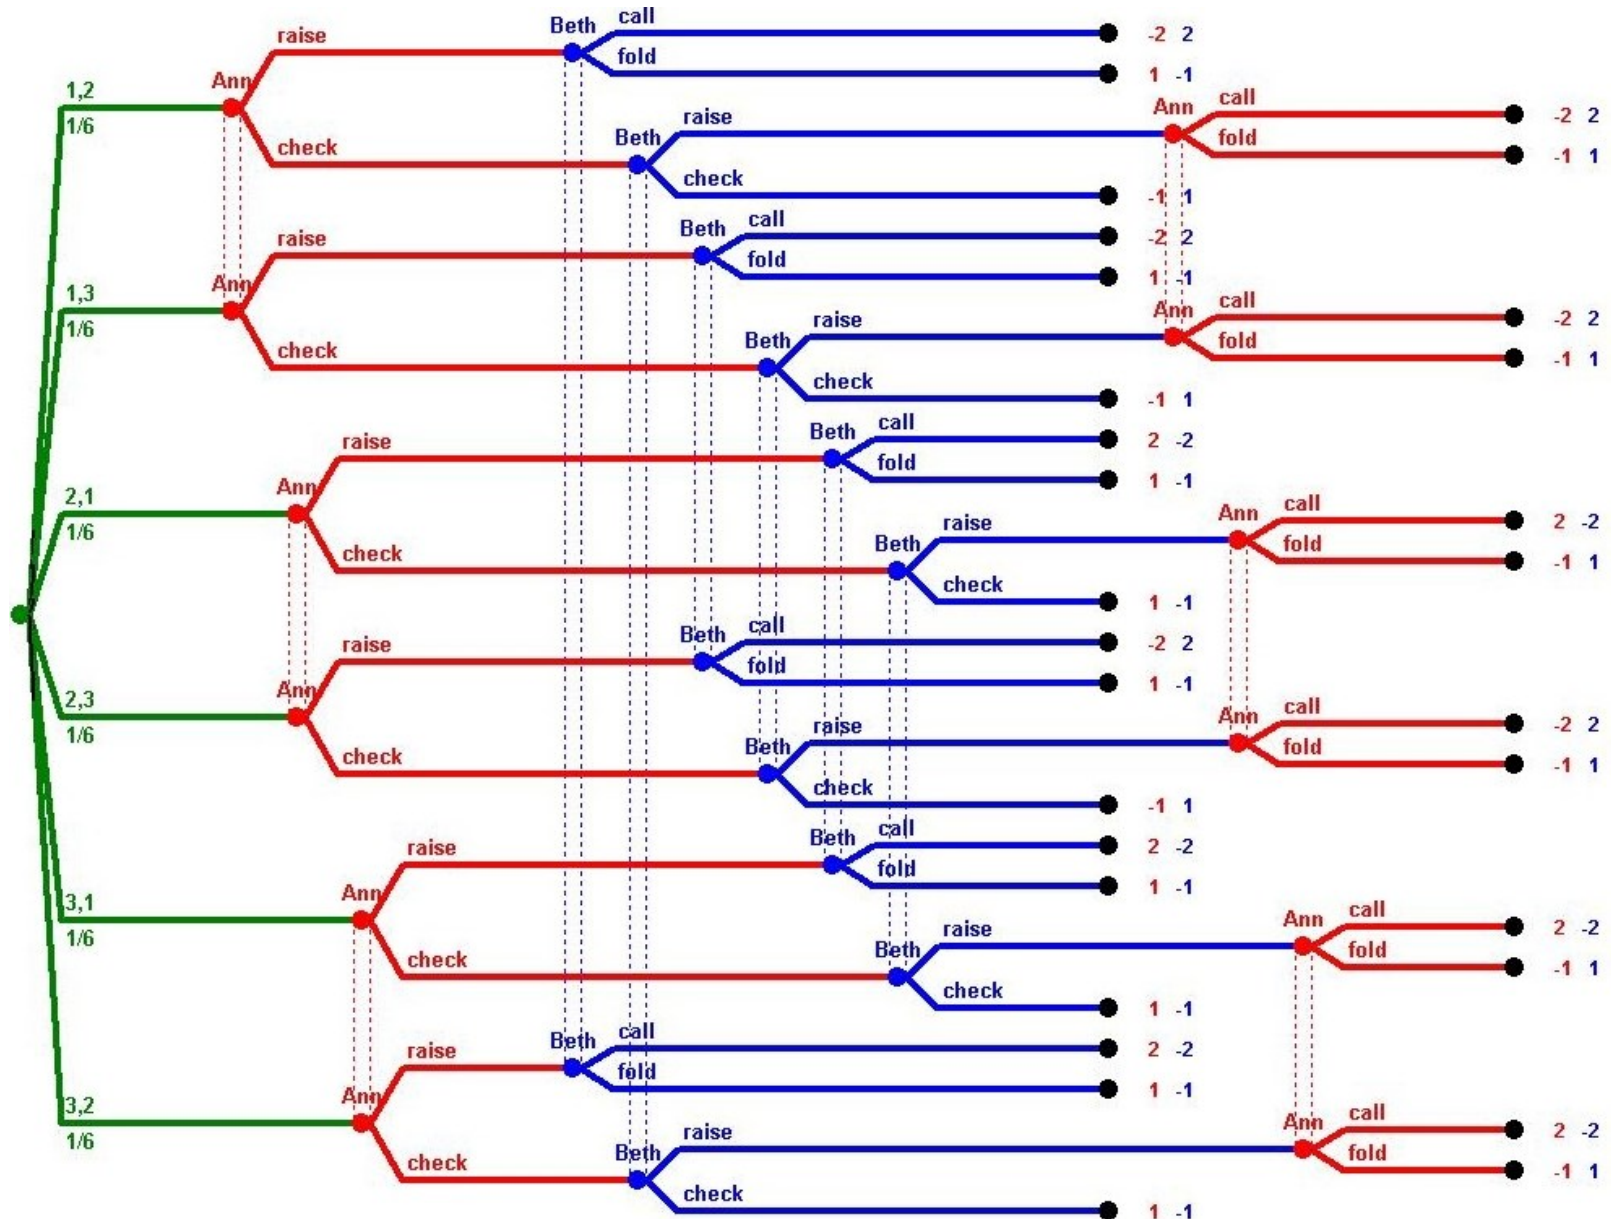 call
Beth
-2 2
raise
fold
1 -1
Ann
1,2
1/6
call
Ann
-2 2
raise
fold
Beth
-1 1
check
check
-1 1
call
Beth
-2 2
raise
fold
1 -1
Ann
1,3
1/6
call
Ann
-2 2
raise
fold
Beth
-1 1
check
check
-1 1
call
Beth
2 -2
raise
fold
1 -1
Ann
2,1
1/6
call
Ann
2 -2
raise
fold
Beth
-1 1
check
check
1 -1
call
Beth
-2 2
raise
fold
1 -1
Ann
2,3
1/6
call
Ann
-2 2
raise
fold
Beth
-1 1
check
check
-1 1
call
Beth
2 -2
raise
fold
1 -1
Ann
3,1
1/6
call
Ann
2 -2
raise
fold
Beth
-1 1
check
check
1 -1
call
Beth
2 -2
raise
fold
1 -1
Ann
3,2
1/6
call
Ann
2 -2
raise
fold
Beth
-1 1
check
check
1 -1